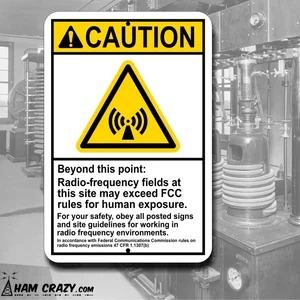 CAUTION
Beyond this point:
Radio-frequency fields at
this site may exceed FCC
rules for human exposure.
For your safety, obey all posted signs
and site guidelines for working in
radio frequency environments.
In accordance with Federal Communications Commission rules on
radio frequency emissions 47 CFR 1.1307(b)
HAM CRAZY.com